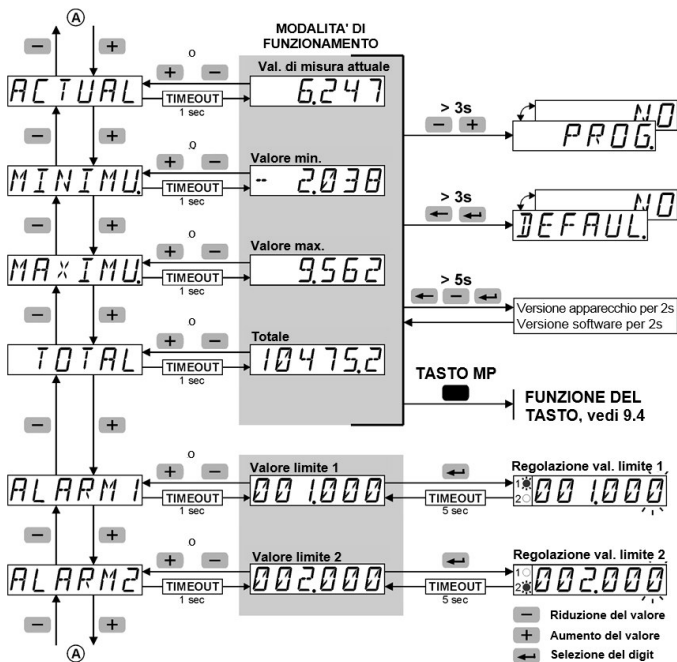 A
MODALITA' DI
FUNZIONAMENTO
− +
o
+ −
Val. di misura attuale
ACTUAL
TIMEOUT
1 sec
6.247
> 3s
− +
NO
PROG.
− +
o
+ −
Valore min.
MINIMU.
TIMEOUT
1 sec
- 2.038
> 3s
NO
DEFAUL.
− +
o
+ −
Valore max.
MAXIMU.
TIMEOUT
1 sec
9.562
> 5s
−
Versione apparecchio per 2s
Versione software per 2s
− +
o
+ −
Totale
TOTAL
TIMEOUT
1 sec
10475.2
TASTO MP
FUNZIONE DEL
TASTO, vedi 9.4
− +
o
+ −
Valore limite 1
Regolazione val. limite 1
ALARM1
TIMEOUT
1 sec
001.000
TIMEOUT
5 sec
1
2
001.000
− +
o
+ −
Valore limite 2
Regolazione val. limite 2
ALARM2
TIMEOUT
1 sec
002.000
TIMEOUT
5 sec
1
2
002.000
− +
− Riduzione del valore
+ Aumento del valore
Selezione del digit
A